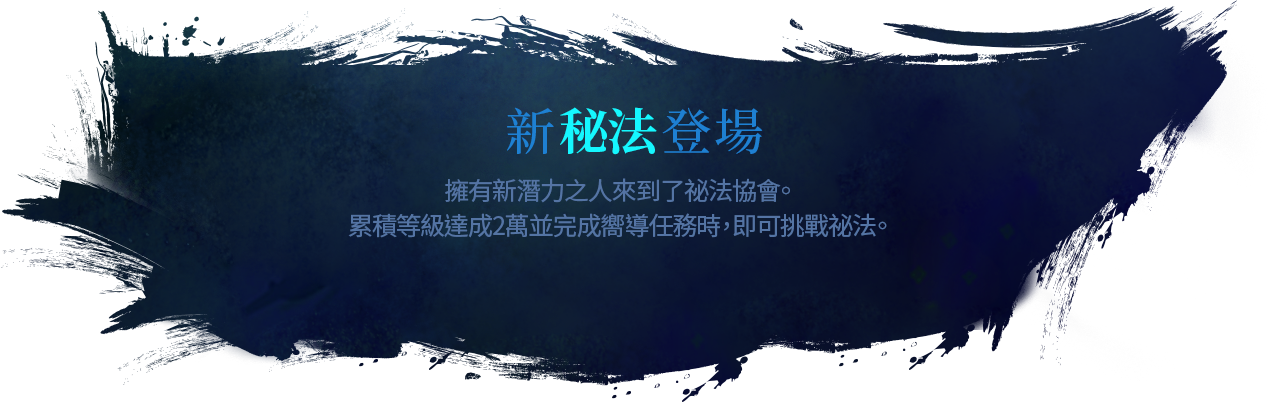 新秘法登場
擁有新潛力之人來到了祕法協會。
累積等級達成2萬並完成嚮導任務時，即可挑戰祕法。